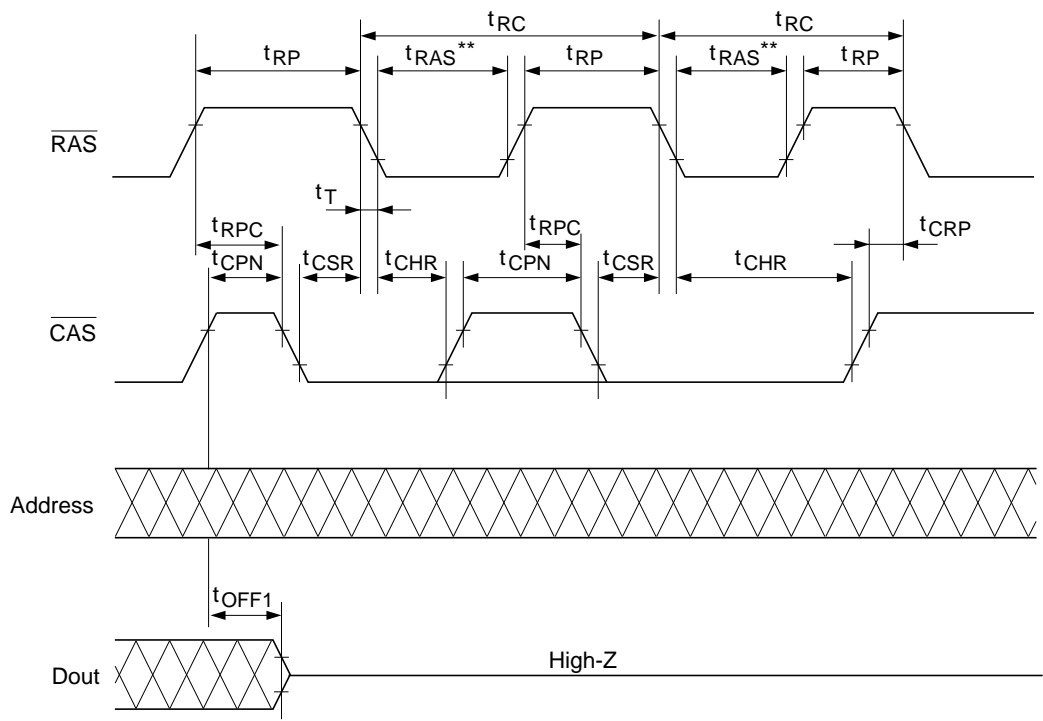 tRC tRC
tRP tRAS** tRP tRAS** tRP
RAS
tT
tRPC tRPC tCRP
tCPN tCSR tCHR tCPN tCSR tCHR
CAS
Address
tOFF1
High-Z
Dout